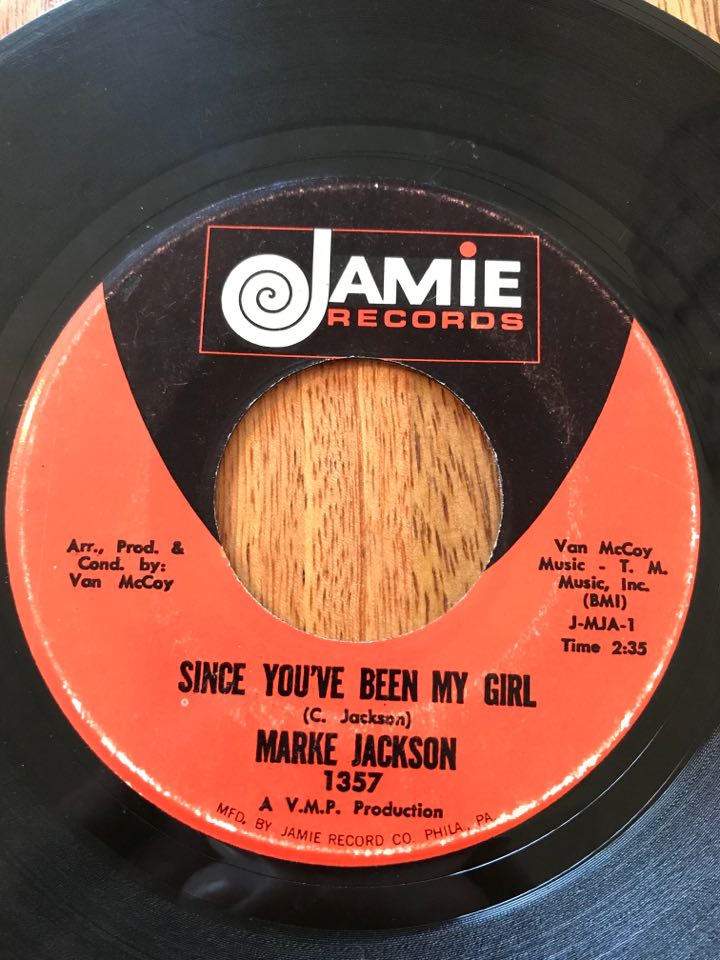 JAMIE
RECORDS
Arr., Prod. &
Cond. by:
Van McCoy
Van McCoy
Music - T. M.
Music, Inc.
(BMI)
J-MJA-1
Time 2:35
SINCE YOU'VE BEEN MY GIRL
(C. Jackson)
MARKE JACKSON
1357
A V.M.P. Production
MFD. BY JAMIE RECORD CO. PHILA., PA.